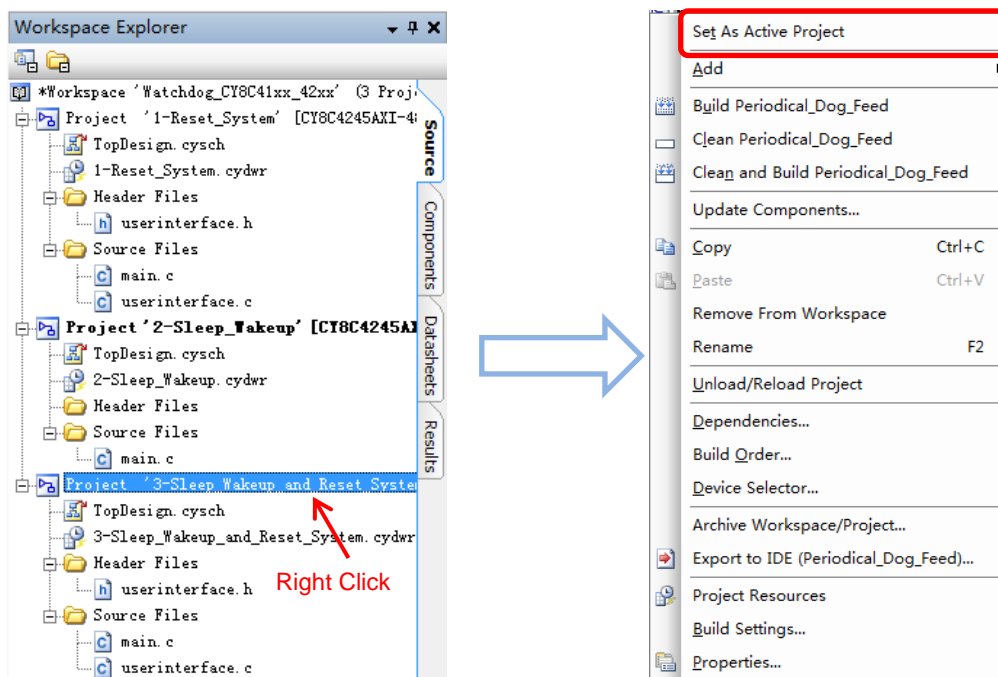 Workspace Explorer
*Workspace 'Watchdog_CY8C41xx_42xx' (3 Proj
Project '1-Reset_System' [CY8C4245AXI-4
TopDesign.cysch
1-Reset_System.cydwr
Header Files
userinterface.h
Source Files
main.c
userinterface.c
Project '2-Sleep_Wakeup' [CY8C4245AX
TopDesign.cysch
2-Sleep_Wakeup.cydwr
Header Files
Source Files
main.c
Project '3-Sleep_Wakeup_and_Reset_Syste
TopDesign.cysch
3-Sleep_Wakeup_and_Reset_System.cydwr
Header Files
userinterface.h
Source Files
main.c
userinterface.c
Source
Components
Datasheets
Results
Right Click
Set As Active Project
Add
Build Periodical_Dog_Feed
Clean Periodical_Dog_Feed
Clean and Build Periodical_Dog_Feed
Update Components...
Copy Ctrl+C
Paste Ctrl+V
Remove From Workspace
Rename F2
Unload/Reload Project
Dependencies...
Build Order...
Device Selector...
Archive Workspace/Project...
Export to IDE (Periodical_Dog_Feed)...
Project Resources
Build Settings...
Properties...